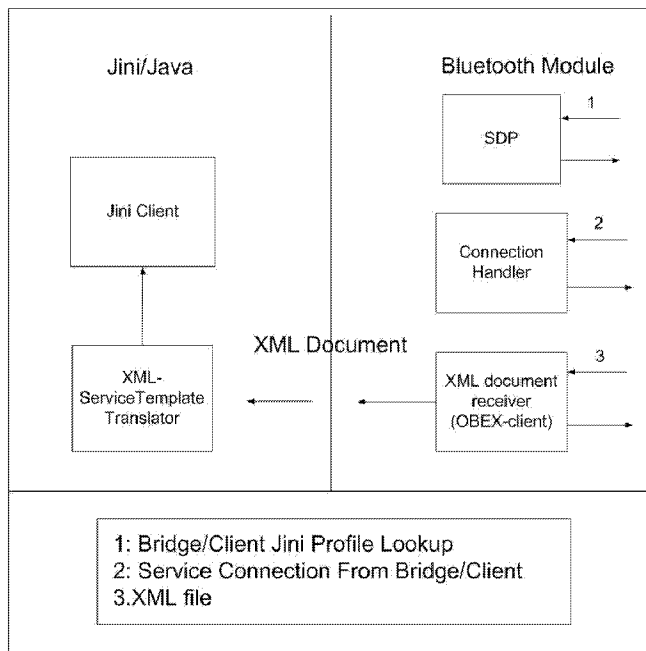 Jini/Java
Bluetooth Module
1
SDP
Jini Client
2
Connection
Handler
XML Document
XML-
ServiceTemplate
Translator
3
XML document
receiver
(OBEX-client)
1: Bridge/Client Jini Profile Lookup
2: Service Connection From Bridge/Client
3.XML file